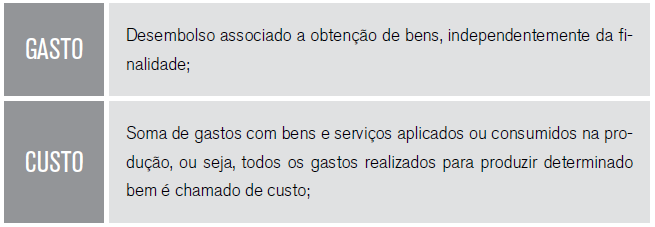 GASTO
Desembolso associado a obtenção de bens, independentemente da fi-
nalidade;
CUSTO
Soma de gastos com bens e serviços aplicados ou consumidos na pro-
dução, ou seja, todos os gastos realizados para produzir determinado
bem é chamado de custo;